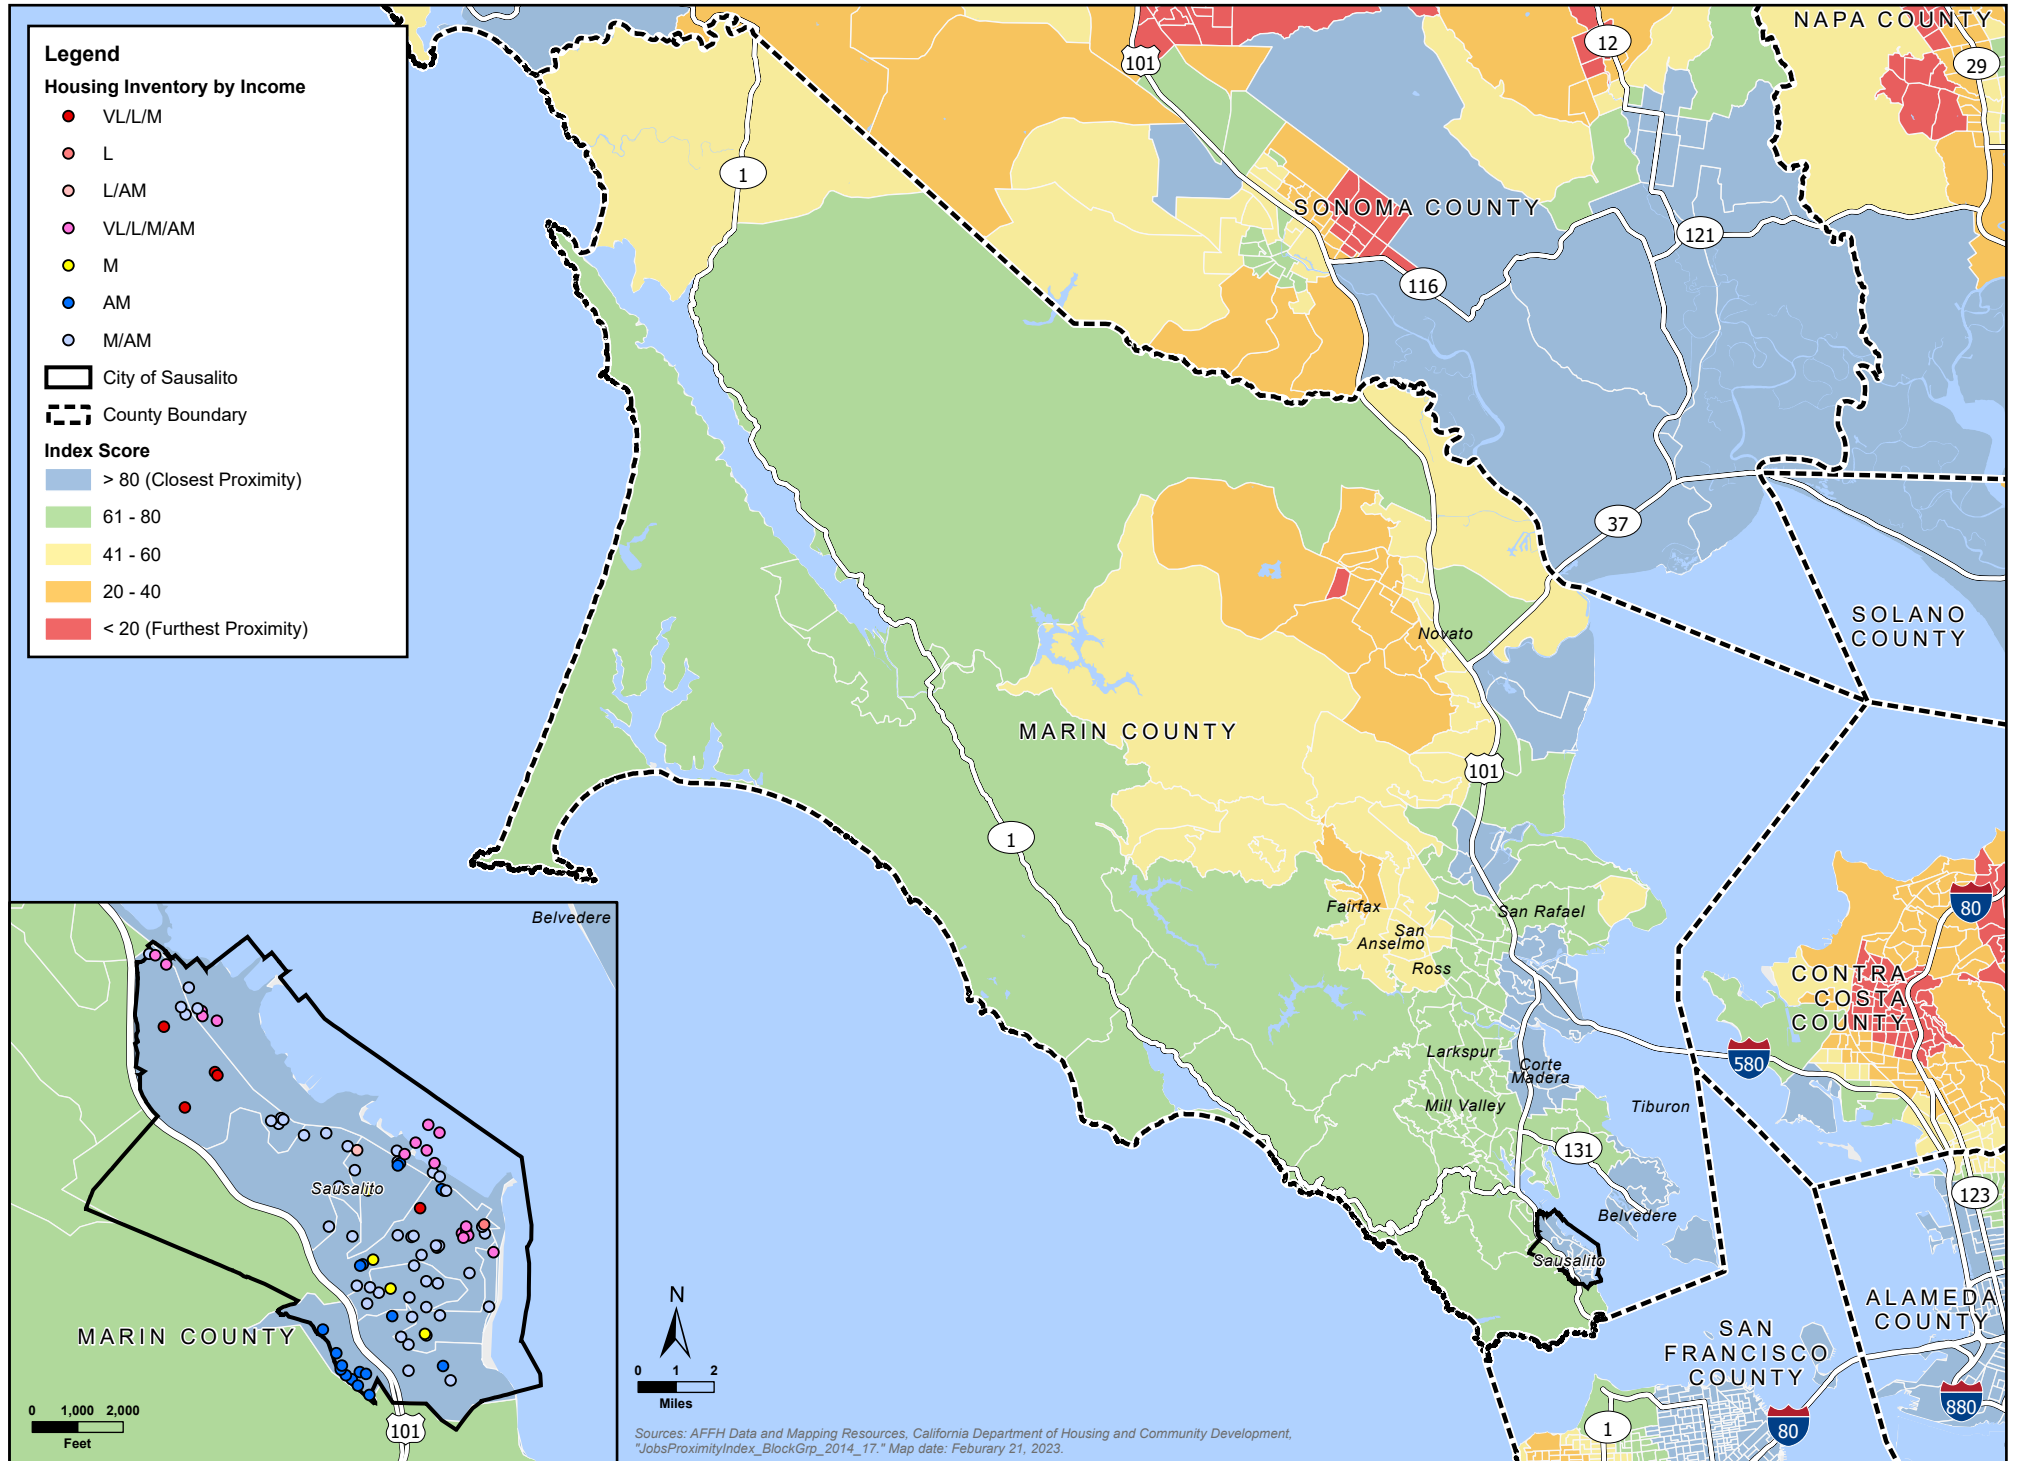 Legend
Housing Inventory by Income
VL/L/M
L
L/AM
VL/L/M/AM
M
AM
M/AM
City of Sausalito
County Boundary
Index Score
> 80 (Closest Proximity)
61 - 80
41 - 60
20 - 40
< 20 (Furthest Proximity)
NAPA COUNTY
12
29
101
1
SONOMA COUNTY
121
116
37
SOLANO
COUNTY
Novato
MARIN COUNTY
101
1
80
Fairfax
San Rafael
San
Anselmo
Ross
CONTRA
COSTA
COUNTY
Larkspur
Corte
Madera
580
Mill Valley
Tiburon
131
123
Belvedere
Sausalito
ALAMEDA
COUNTY
SAN
FRANCISCO
COUNTY
880
80
1
Belvedere
Sausalito
MARIN COUNTY
101
0 1,000 2,000
Feet
N
0 1 2
Miles
Sources: AFFH Data and Mapping Resources, California Department of Housing and Community Development,
"JobsProximityIndex_BlockGrp_2014_17." Map date: Feburary 21, 2023.